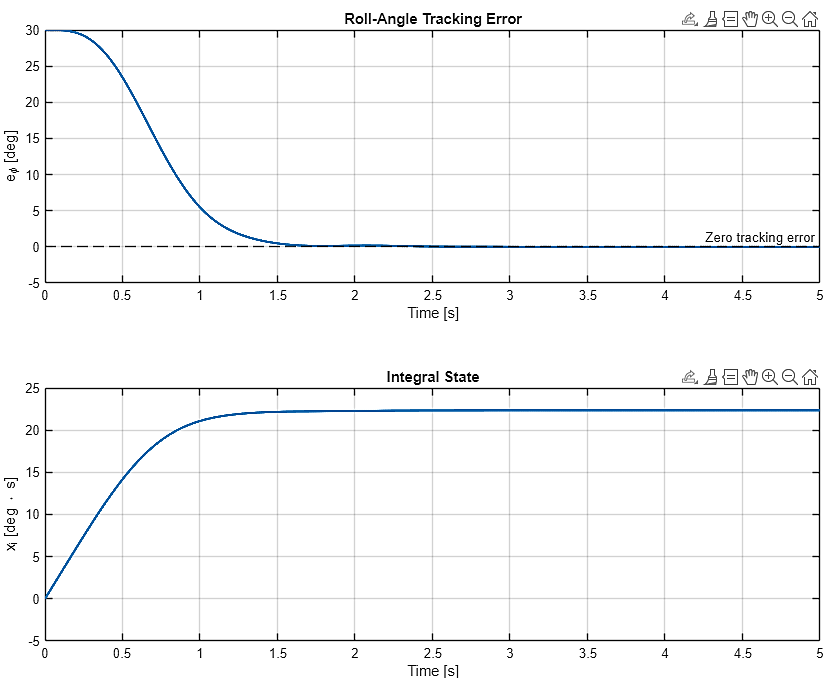 Roll-Angle Tracking Error
30
25
20
15
10
5
0
-5
e_ϕ [deg]
Zero tracking error
0 0.5 1 1.5 2 2.5 3 3.5 4 4.5 5
Time [s]
Integral State
25
20
15
10
5
0
-5
x_i [deg · s]
0 0.5 1 1.5 2 2.5 3 3.5 4 4.5 5
Time [s]